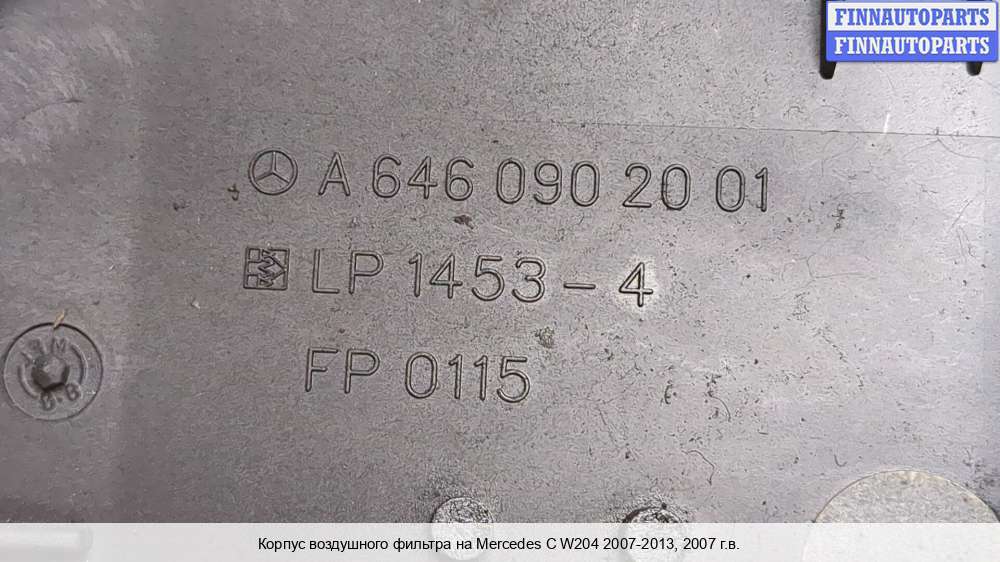 FINNAUTOPARTS
FINNAUTOPARTS
A 646 090 20 01
LP 1453-4
FP 0115
Корпус воздушного фильтра на Mercedes C W204 2007-2013, 2007 г.в.